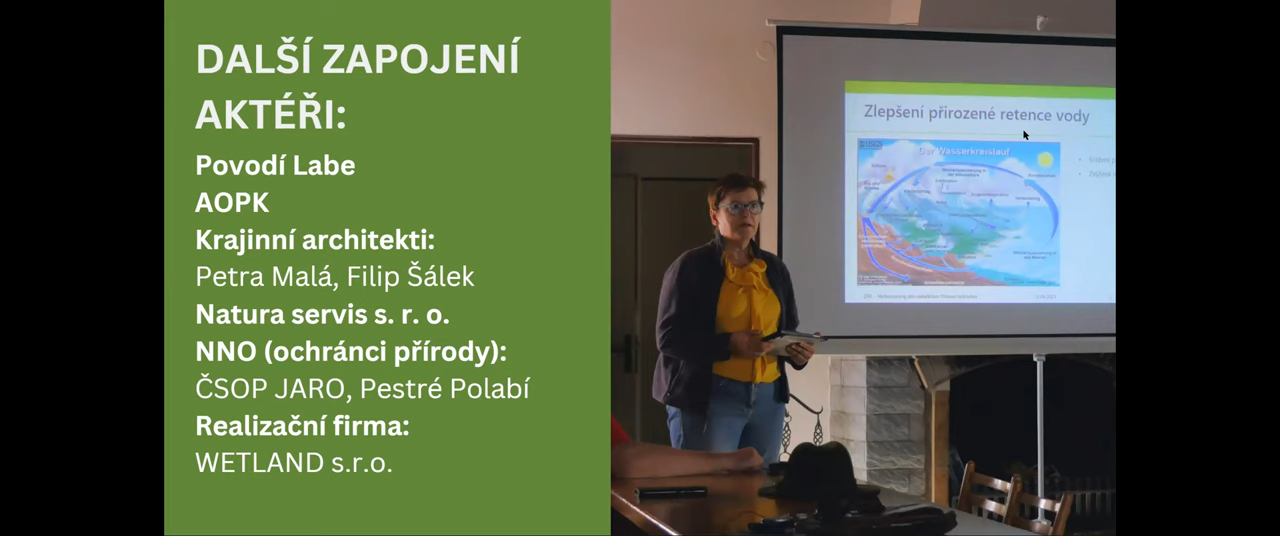 DALŠÍ ZAPOJENÍ
AKTÉŘI:
Povodí Labe
AOPK
Krajinní architekti:
Petra Malá, Filip Šálek
Natura servis s. r. o.
NNO (ochránci přírody):
ČSOP JARO, Pestré Polabí
Realizační firma:
WETLAND s.r.o.
Zlepšení přirozené retence vody
Der Wasserkreislauf